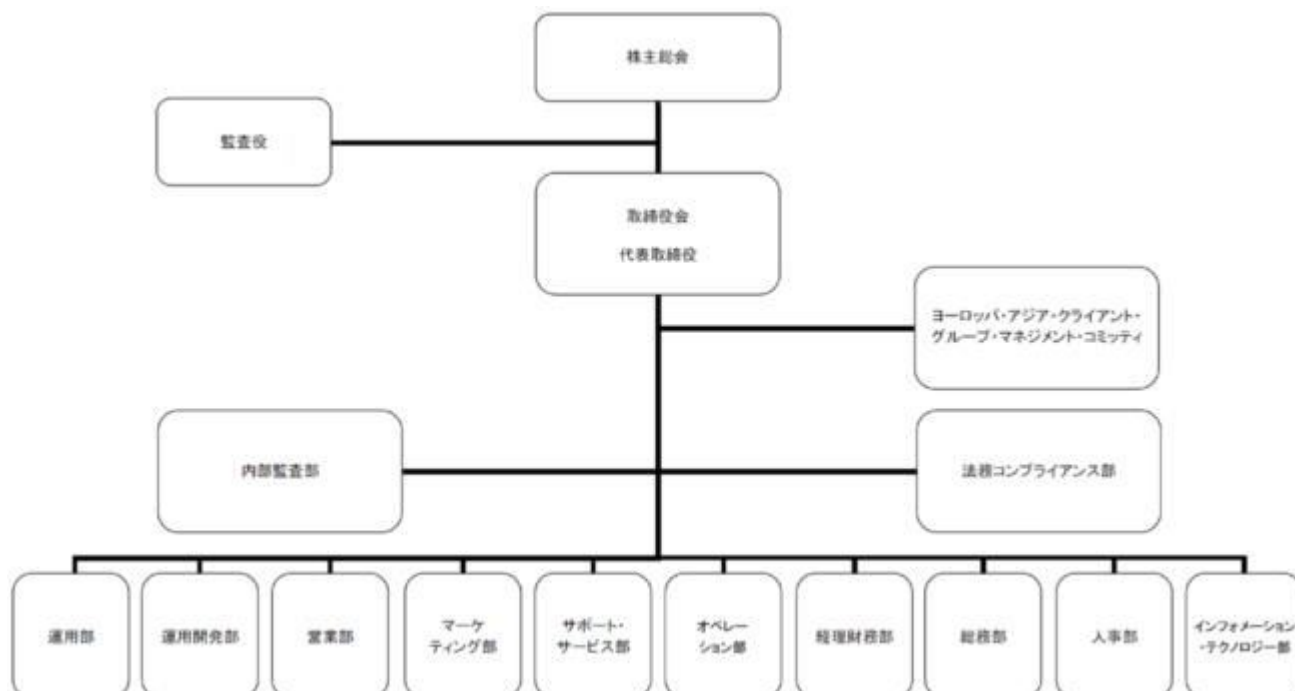 株主総会
監査役
取締役会
代表取締役
ヨーロッパ・アジア・クライアント・
グループ・マネジメント・コミッティ
内部監査部
法務コンプライアンス部
運用部
運用開発部
営業部
マーケ
ティング部
サポート・
サービス部
オペレー
ション部
経理財務部
総務部
人事部
インフォメーション
・テクノロジー部